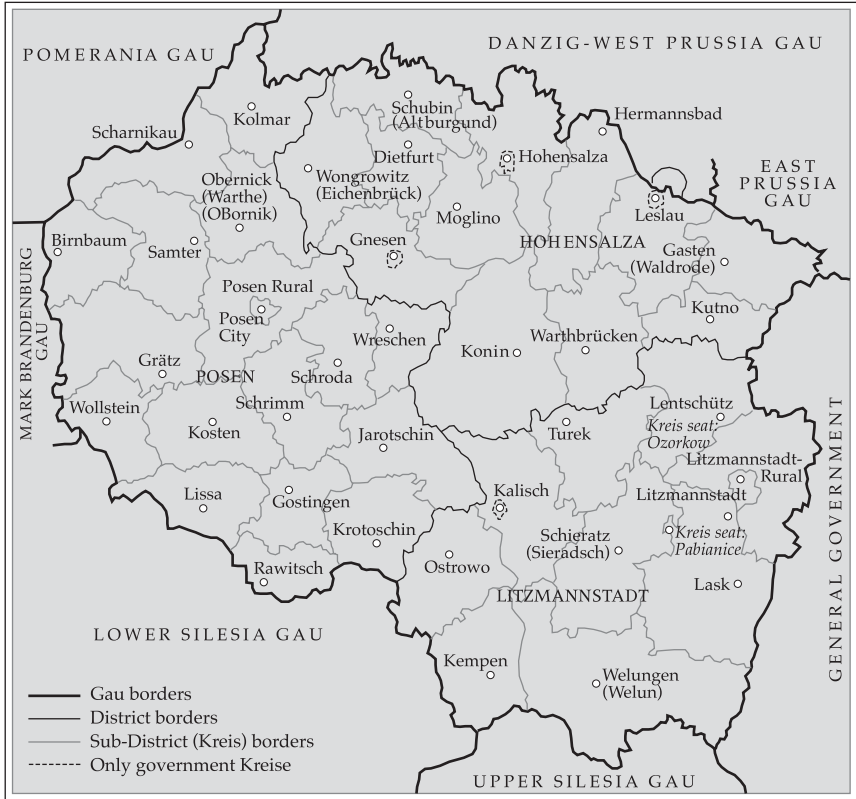 POMERANIA GAU
DANZIG-WEST PRUSSIA GAU
Schubin
(Altburgund)
Kolmar
Hermannsbad
Scharnikau
Dietfurt
Hohensalza
EAST
PRUSSIA
GAU
Obernick
(Warthe)
(OBornik)
Wongrowitz
(Eichenbrück)
Moglino
Leslau
Birnbaum
Samter
Gnesen
HOHENSALZA
Gasten
(Waldrode)
MARK BRANDENBURG
GAU
Posen Rural
Posen
City
Kutno
Wreschen
Konin
Warthbrücken
Grätz
POSEN
Schroda
Wollstein
Schrimm
Lentschütz
Kreis seat:
Ozorkow
Kosten
Jarotschin
Turek
Litzmannstadt-
Rural
GENERAL GOVERNMENT
Lissa
Gostingen
Kalisch
Litzmannstadt
Krotoschin
Schieratz
(Sieradsch)
Kreis seat:
Pabianice
Rawitsch
Ostrowo
LITZMANNSTADT
Lask
LOWER SILESIA GAU
Kempen
Welungen
(Welun)
Gau borders
District borders
Sub-District (Kreis) borders
Only government Kreise
UPPER SILESIA GAU